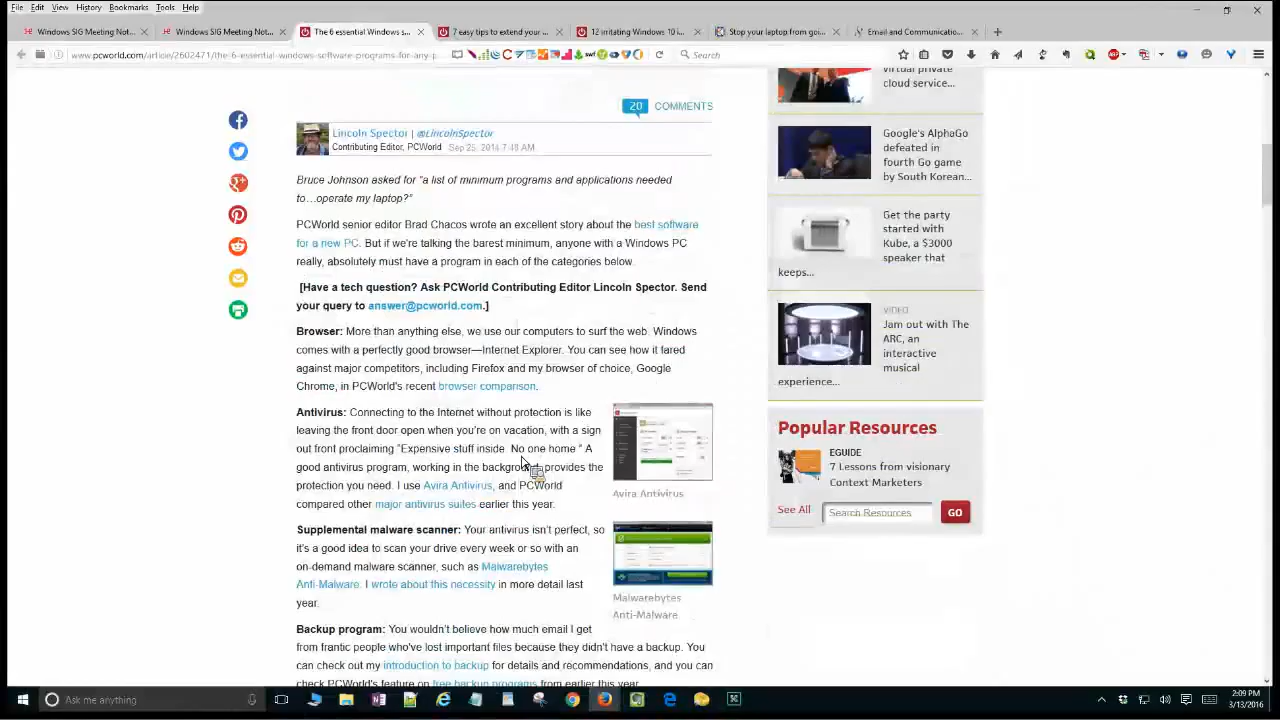 File Edit View History Bookmarks Tools Help
Windows SIG Meeting Not...
Windows SIG Meeting Not...
The 6 essential Windows s...
7 easy tips to extend your ...
12 irritating Windows 10 i...
Stop your laptop from goi...
Email and Communicatio...
www.pcworld.com/article/2602471/the-6-essential-windows-software-programs-for-any-p
Search
20 COMMENTS
Lincoln Spector | @LincolnSpector
Contributing Editor, PCWorld Sep 25, 2014 7:48 AM
Bruce Johnson asked for "a list of minimum programs and applications needed
to…operate my laptop?"
PCWorld senior editor Brad Chacos wrote an excellent story about the best software
for a new PC. But if we're talking the barest minimum, anyone with a Windows PC
really, absolutely must have a program in each of the categories below.
[Have a tech question? Ask PCWorld Contributing Editor Lincoln Spector. Send
your query to answer@pcworld.com.]
Browser: More than anything else, we use our computers to surf the web. Windows
comes with a perfectly good browser—Internet Explorer. You can see how it fared
against major competitors, including Firefox and my browser of choice, Google
Chrome, in PCWorld's recent browser comparison.
Antivirus: Connecting to the Internet without protection is like
leaving the front door open when you're on vacation, with a sign
out front proclaiming "Expensive stuff inside. No one home." A
good antivirus program, working in the background, provides the
protection you need. I use Avira Antivirus, and PCWorld
compared other major antivirus suites earlier this year.
Avira Antivirus
Supplemental malware scanner: Your antivirus isn't perfect, so
it's a good idea to scan your drive every week or so with an
on-demand malware scanner, such as Malwarebytes
Anti-Malware. I wrote about this necessity in more detail last
year.
Malwarebytes
Anti-Malware
Backup program: You wouldn't believe how much email I get
from frantic people who've lost important files because they didn't have a backup. You
can check out my introduction to backup for details and recommendations, and you can
check PCWorld's feature on free backup programs from earlier this year.
virtual private
cloud service...
Google's AlphaGo
defeated in
fourth Go game
by South Korean...
Get the party
started with
Kube, a $3000
speaker that
keeps...
VIDEO
Jam out with The
ARC, an
interactive
musical
experience...
Popular Resources
EGUIDE
7 Lessons from visionary
Context Marketers
See All Search Resources GO
Ask me anything
2:09 PM
3/13/2016